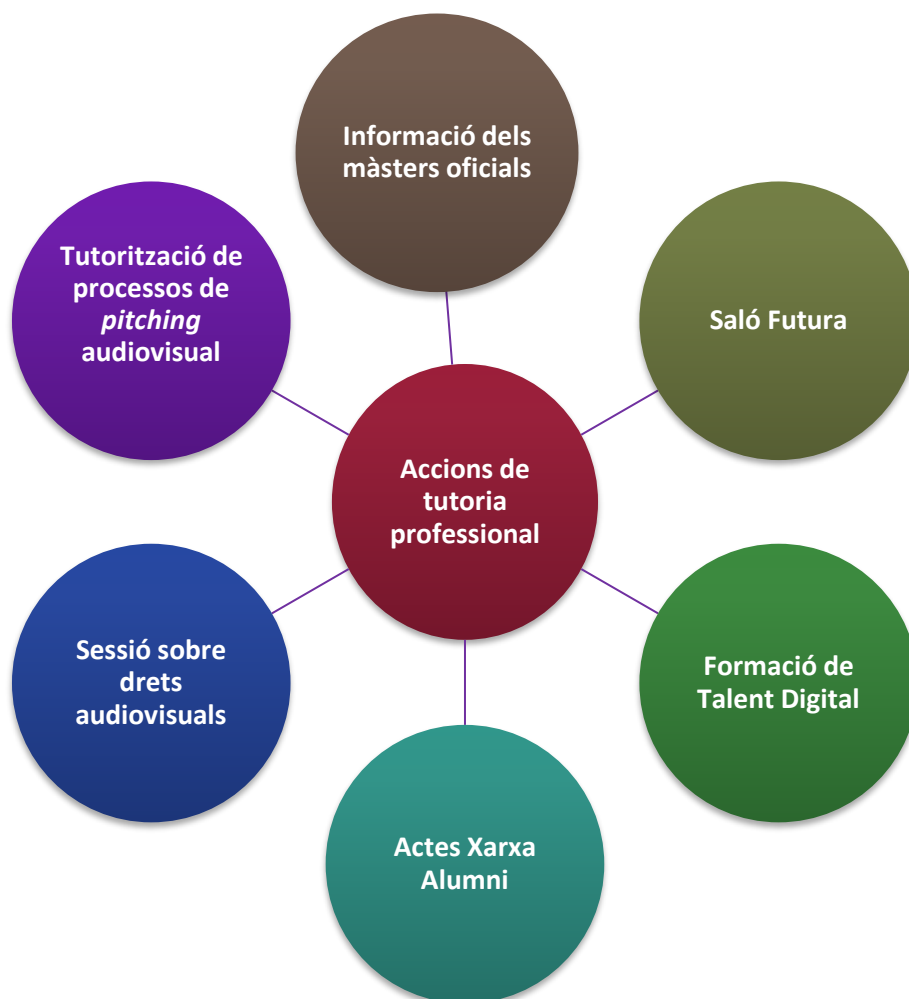 Informació dels
màsters oficials
Tutorització de
processos de
pitching
audiovisual
Saló Futura
Accions de
tutoria
professional
Sessió sobre
drets
audiovisuals
Formació de
Talent Digital
Actes Xarxa
Alumni